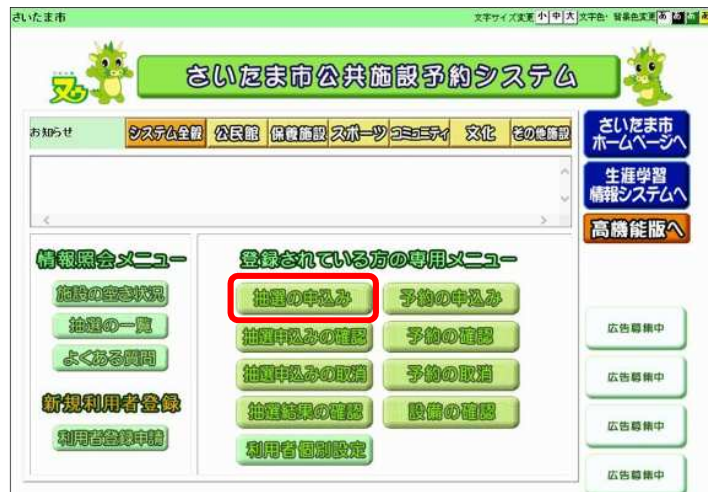 さいたま市 文字サイズ変更 小 中 大 文字色・背景色変更 あ あ あ あ
ヌゥ
さいたま市公共施設予約システム
お知らせ システム全般 公民館 保養施設 スポーツ コミュニティ 文化 その他施設
さいたま市
ホームページへ
生涯学習
情報システムへ
高機能版へ
情報照会メニュー
施設の空き状況
抽選の一覧
よくある質問
新規利用者登録
利用者登録申請
登録されている方の専用メニュー
抽選の申込み 予約の申込み
抽選申込みの確認 予約の確認
抽選申込みの取消 予約の取消
抽選結果の確認 設備の確認
利用者個別設定
広告募集中
広告募集中
広告募集中
広告募集中